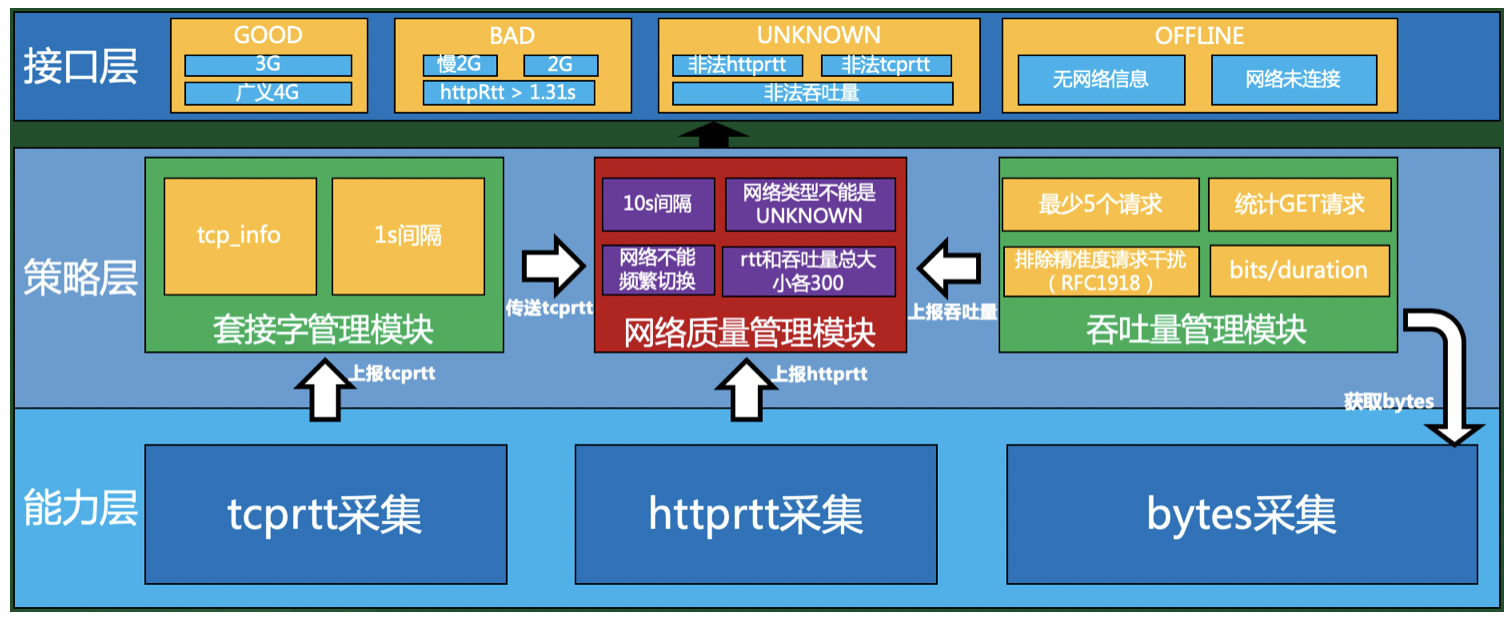 接口层
GOOD
3G
广义4G
BAD
慢2G
2G
httpRtt > 1.31s
UNKNOWN
非法httprtt
非法tcprtt
非法吞吐量
OFFLINE
无网络信息
网络未连接
策略层
tcp_info
1s间隔
套接字管理模块
传送tcprtt
10s间隔
网络类型不能是
UNKNOWN
网络不能
频繁切换
rtt和吞吐量总大
小各300
网络质量管理模块
上报吞吐量
最少5个请求
统计GET请求
排除精准度请求干扰
（RFC1918）
bits/duration
吞吐量管理模块
上报tcprtt
上报httprtt
获取bytes
能力层
tcprtt采集
httprtt采集
bytes采集